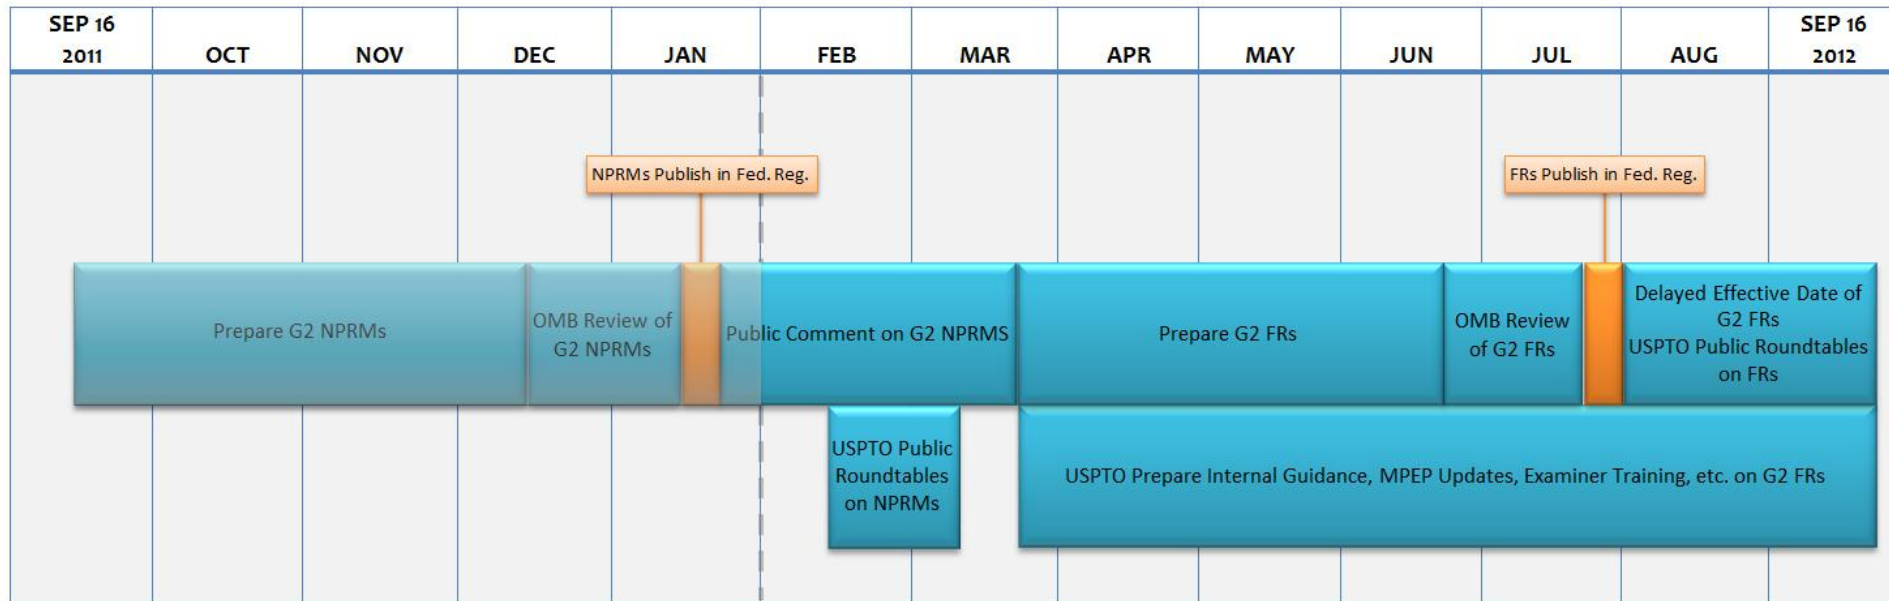 SEP 16
2011
OCT
NOV
DEC
JAN
FEB
MAR
APR
MAY
JUN
JUL
AUG
SEP 16
2012
NPRMs Publish in Fed. Reg.
FRs Publish in Fed. Reg.
Prepare G2 NPRMs
OMB Review of
G2 NPRMs
Public Comment on G2 NPRMS
Prepare G2 FRs
OMB Review
of G2 FRs
Delayed Effective Date of
G2 FRs
USPTO Public Roundtables
on FRs
USPTO Public
Roundtables
on NPRMs
USPTO Prepare Internal Guidance, MPEP Updates, Examiner Training, etc. on G2 FRs